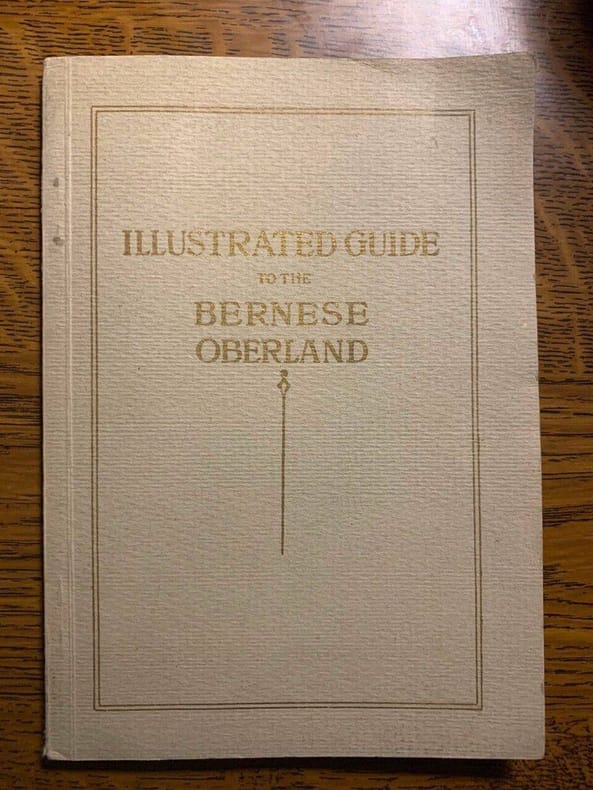 ILLUSTRATED GUIDE
TO THE
BERNESE
OBERLAND